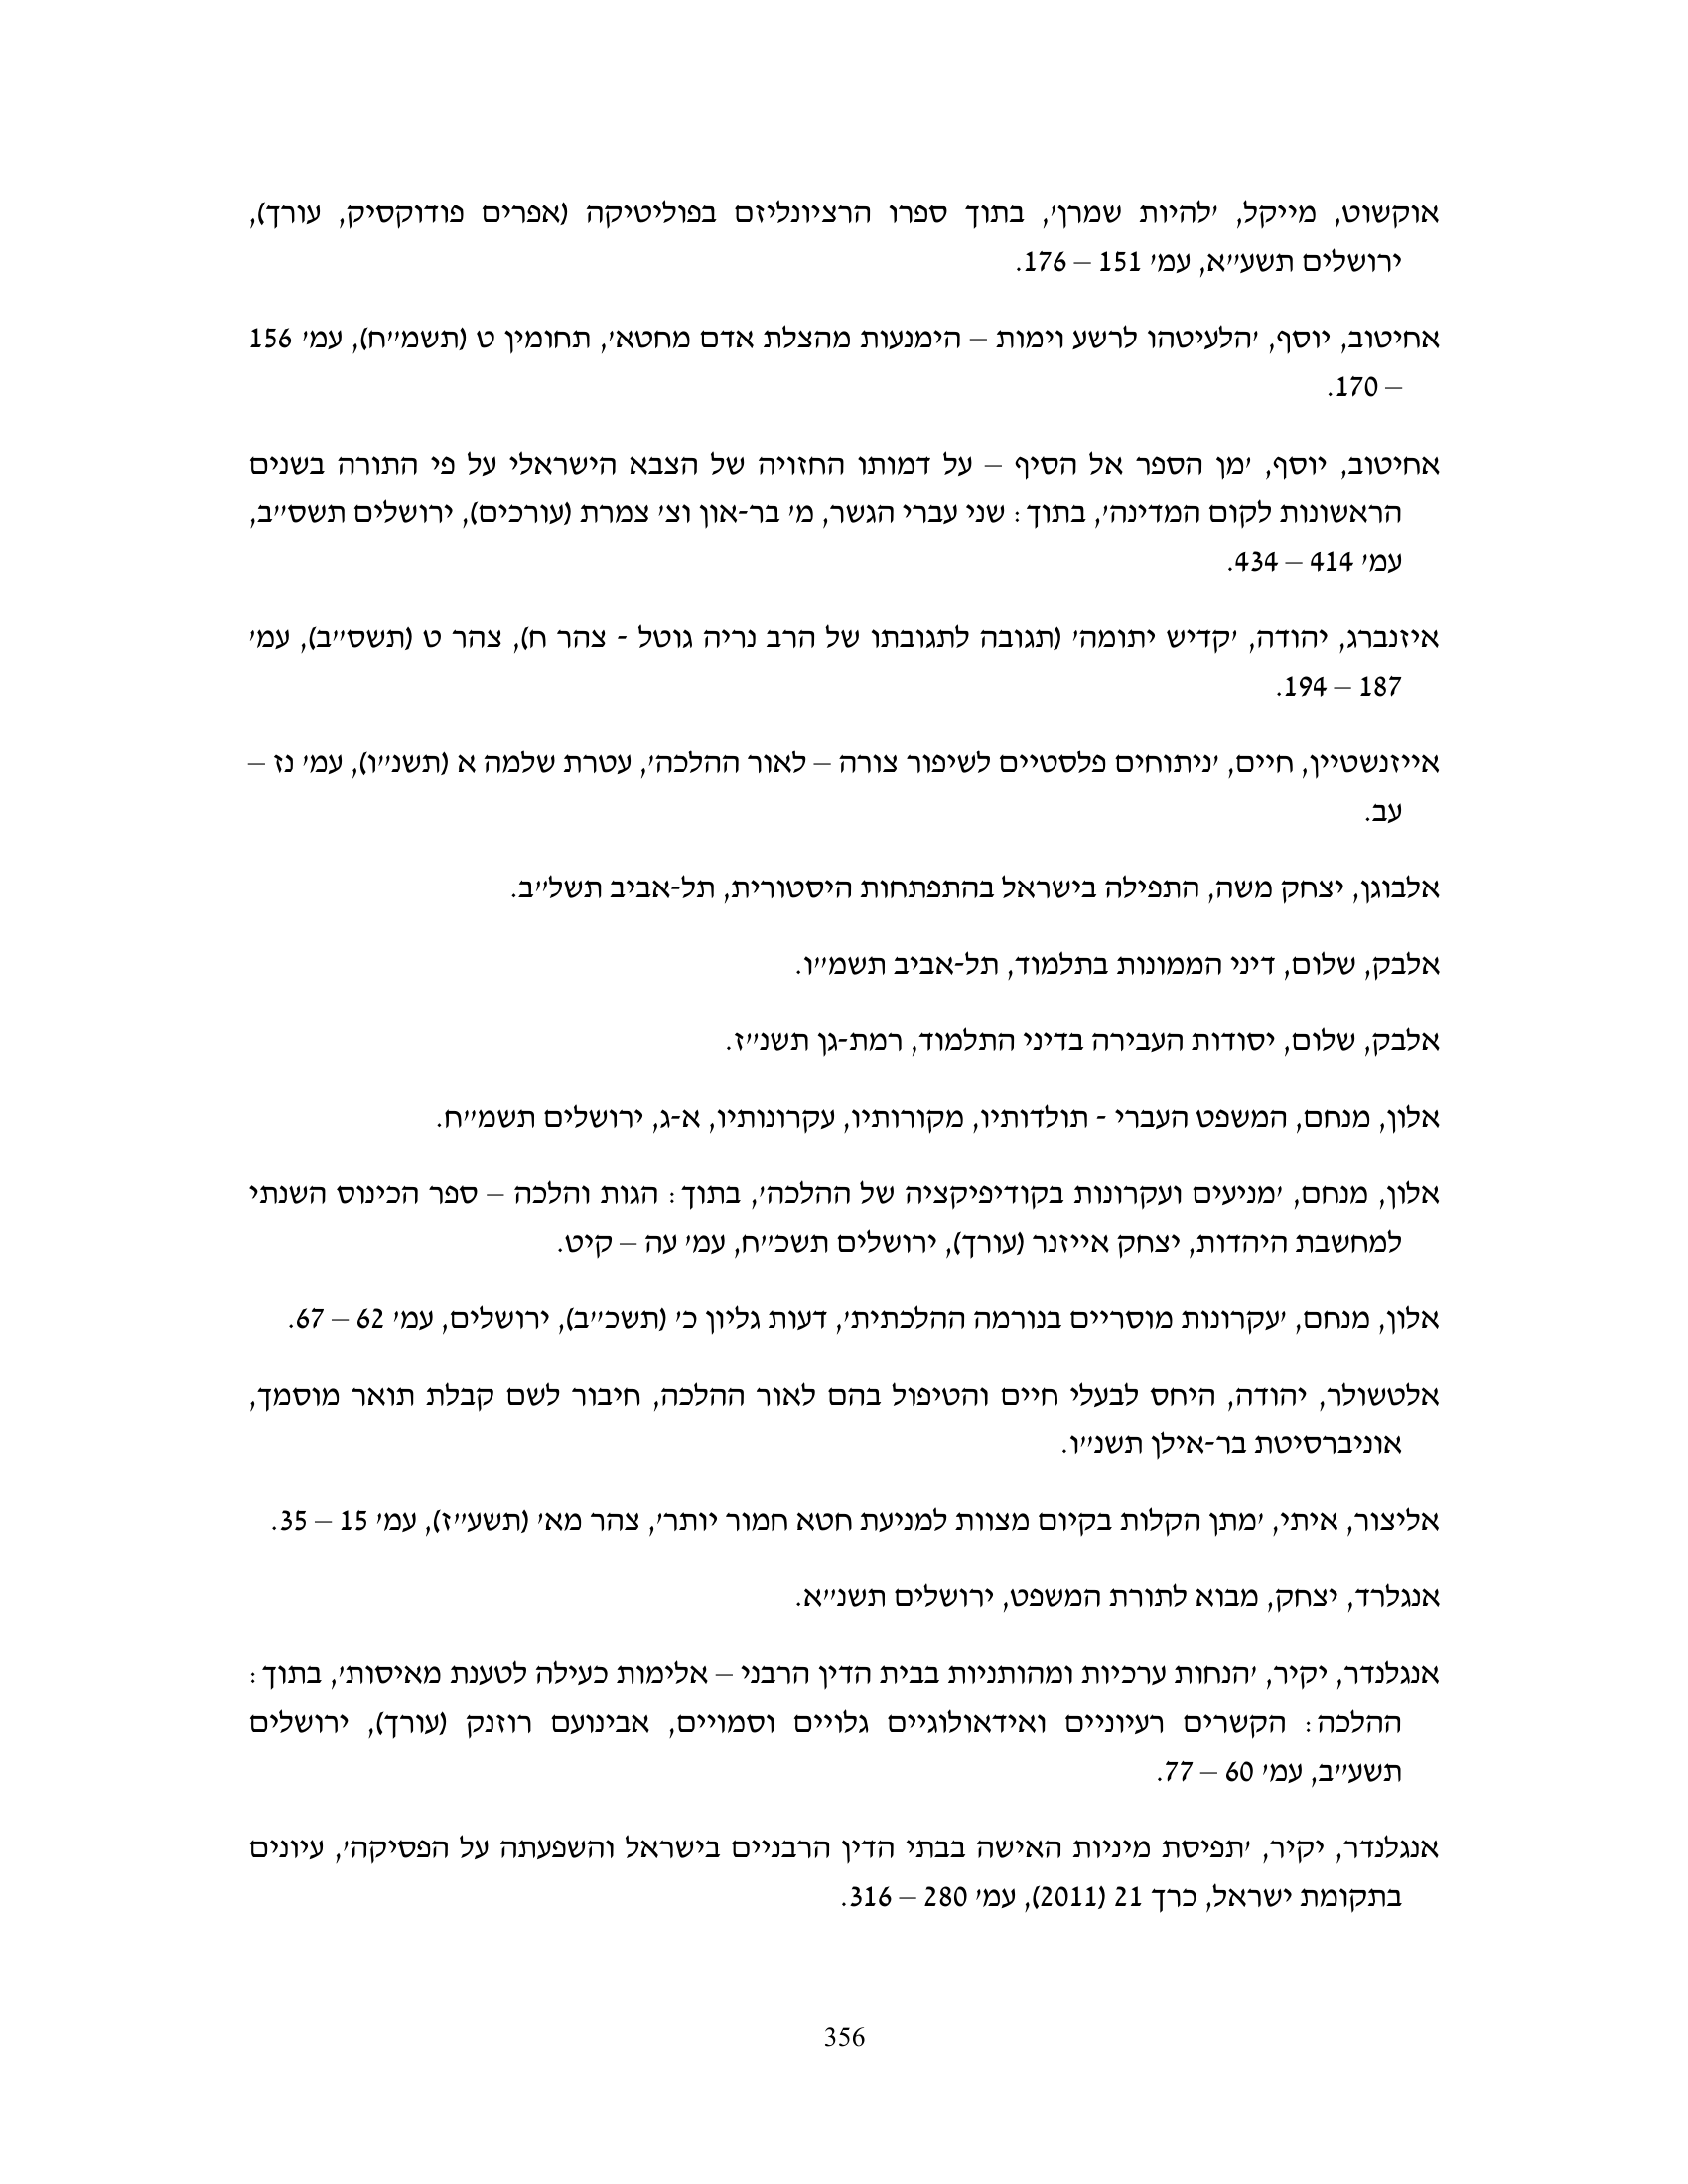 אוקשוט, מייקל, 'להיות שמרן', בתוך ספרו הרציונליזם בפוליטיקה (אפרים פודוקסיק, עורך),
ירושלים תשע"א, עמ' 151 – 176.
אחיטוב, יוסף, 'הלעיטהו לרשע וימות – הימנעות מהצלת אדם מחטא', תחומין ט (תשמ"ח), עמ' 156
– 170.
אחיטוב, יוסף, 'מן הספר אל הסיף – על דמותו החזויה של הצבא הישראלי על פי התורה בשנים
הראשונות לקום המדינה', בתוך: שני עברי הגשר, מ' בר-און וצ' צמרת (עורכים), ירושלים תשס"ב,
עמ' 414 – 434.
איזנברג, יהודה, 'קדיש יתומה' (תגובה לתגובתו של הרב נריה גוטל - צהר ח), צהר ט (תשס"ב), עמ'
187 – 194.
אייזנשטיין, חיים, 'ניתוחים פלסטיים לשיפור צורה – לאור ההלכה', עטרת שלמה א (תשנ"ו), עמ' נז –
עב.
אלבוגן, יצחק משה, התפילה בישראל בהתפתחות היסטורית, תל-אביב תשל"ב.
אלבק, שלום, דיני הממונות בתלמוד, תל-אביב תשמ"ו.
אלבק, שלום, יסודות העבירה בדיני התלמוד, רמת-גן תשנ"ז.
אלון, מנחם, המשפט העברי - תולדותיו, מקורותיו, עקרונותיו, א-ג, ירושלים תשמ"ח.
אלון, מנחם, 'מניעים ועקרונות בקודיפיקציה של ההלכה', בתוך: הגות והלכה – ספר הכינוס השנתי
למחשבת היהדות, יצחק אייזנר (עורך), ירושלים תשכ"ח, עמ' עה – קיט.
אלון, מנחם, 'עקרונות מוסריים בנורמה ההלכתית', דעות גליון כ' (תשכ"ב), ירושלים, עמ' 62 – 67.
אלטשולר, יהודה, היחס לבעלי חיים והטיפול בהם לאור ההלכה, חיבור לשם קבלת תואר מוסמך,
אוניברסיטת בר-אילן תשנ"ו.
אליצור, איתי, 'מתן הקלות בקיום מצוות למניעת חטא חמור יותר', צהר מא' (תשע"ז), עמ' 15 – 35.
אנגלרד, יצחק, מבוא לתורת המשפט, ירושלים תשנ"א.
אנגלנדר, יקיר, 'הנחות ערכיות ומהותניות בבית הדין הרבני – אלימות כעילה לטענת מאיסות', בתוך:
ההלכה: הקשרים רעיוניים ואידאולוגיים גלויים וסמויים, אבינועם רוזנק (עורך), ירושלים
תשע"ב, עמ' 60 – 77.
אנגלנדר, יקיר, 'תפיסת מיניות האישה בבתי הדין הרבניים בישראל והשפעתה על הפסיקה', עיונים
בתקומת ישראל, כרך 21 (2011), עמ' 280 – 316.
356